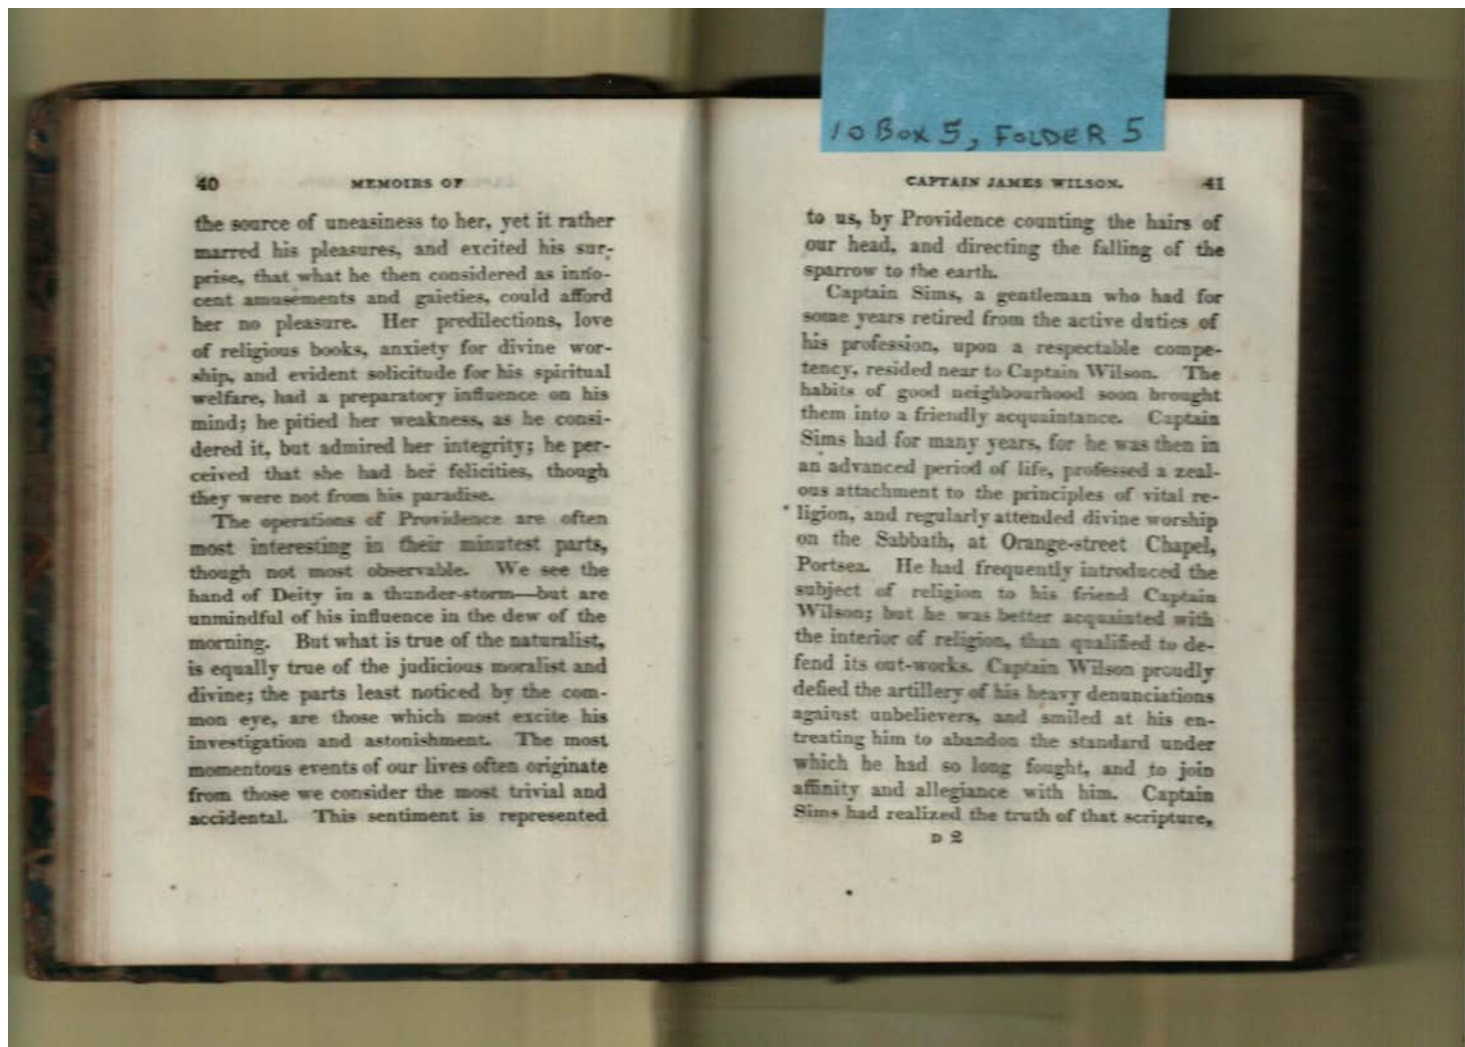 10 Box 5, FOLDER 5
40 MEMOIRS OF
the source of uneasiness to her, yet it rather
marred his pleasures, and excited his sur-
prise, that what he then considered as inno-
cent amusements and gaieties, could afford
her no pleasure. Her predilections, love
of religious books, anxiety for divine wor-
ship, and evident solicitude for his spiritual
welfare, had a preparatory influence on his
mind; he pitied her weakness, as he consi-
dered it, but admired her integrity; he per-
ceived that she had her felicities, though
they were not from his paradise.
The operations of Providence are often
most interesting in their minutest parts,
though not most observable. We see the
hand of Deity in a thunder-storm—but are
unmindful of his influence in the dew of the
morning. But what is true of the naturalist,
is equally true of the judicious moralist and
divine; the parts least noticed by the com-
mon eye, are those which most excite his
investigation and astonishment. The most
momentous events of our lives often originate
from those we consider the most trivial and
accidental. This sentiment is represented
CAPTAIN JAMES WILSON. 41
to us, by Providence counting the hairs of
our head, and directing the falling of the
sparrow to the earth.
Captain Sims, a gentleman who had for
some years retired from the active duties of
his profession, upon a respectable compe-
tency, resided near to Captain Wilson. The
habits of good neighbourhood soon brought
them into a friendly acquaintance. Captain
Sims had for many years, for he was then in
an advanced period of life, professed a zeal-
ous attachment to the principles of vital re-
ligion, and regularly attended divine worship
on the Sabbath, at Orange-street Chapel,
Portsea. He had frequently introduced the
subject of religion to his friend Captain
Wilson; but he was better acquainted with
the interior of religion, than qualified to de-
fend its out-works. Captain Wilson proudly
defied the artillery of his heavy denunciations
against unbelievers, and smiled at his en-
treating him to abandon the standard under
which he had so long fought, and to join
affinity and allegiance with him. Captain
Sims had realized the truth of that scripture,
D 2